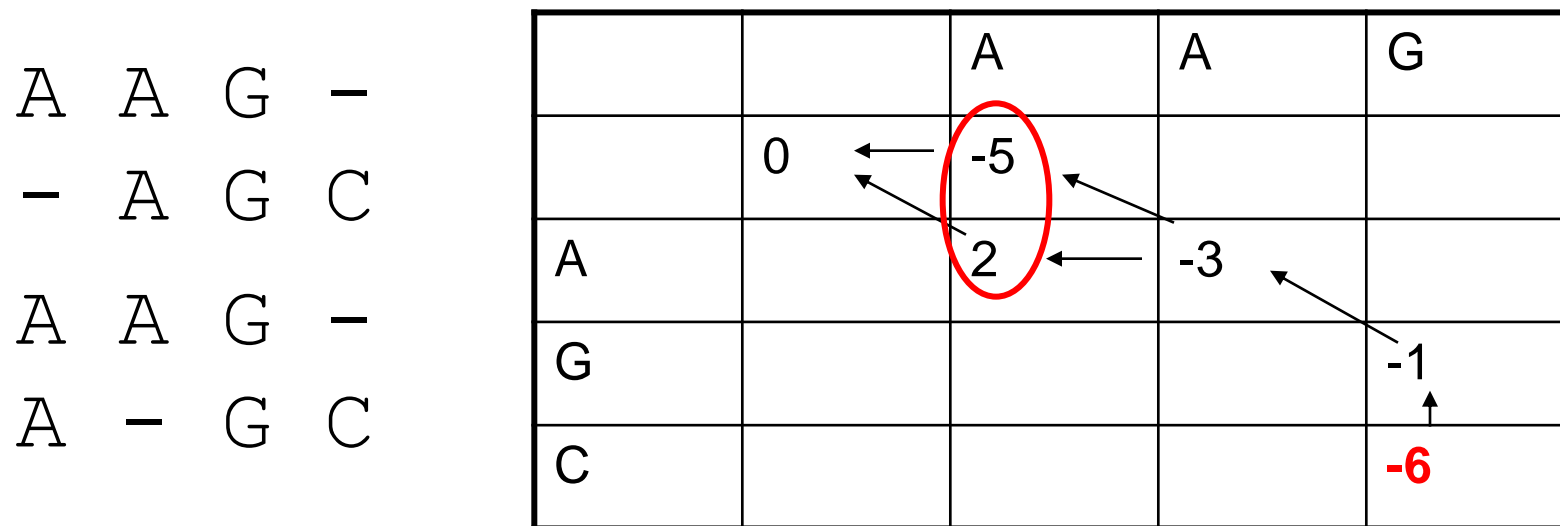 A A G –
– A G C
A A G –
A – G C
A A G
0 -5
A 2 -3
G -1
C -6